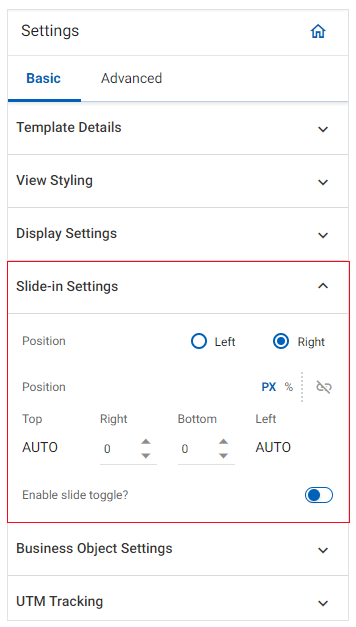 Settings
Basic Advanced
Template Details
View Styling
Display Settings
Slide-in Settings
Position Left Right
Position PX %
Top Right Bottom Left
AUTO 0 0 AUTO
Enable slide toggle?
Business Object Settings
UTM Tracking